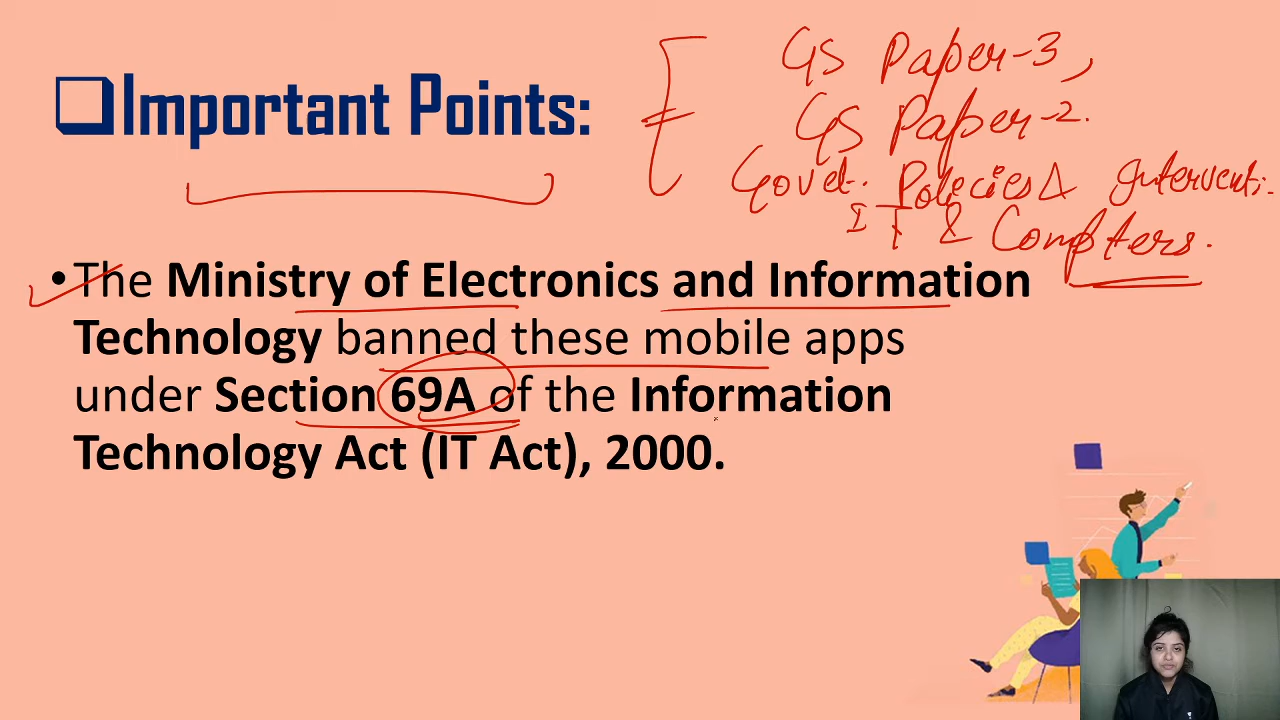 Important Points:
GS Paper-3,
GS Paper-2.
Govt. Policies & Interventi.
IT & Computers.
• The Ministry of Electronics and Information
Technology banned these mobile apps
under Section 69A of the Information
Technology Act (IT Act), 2000.